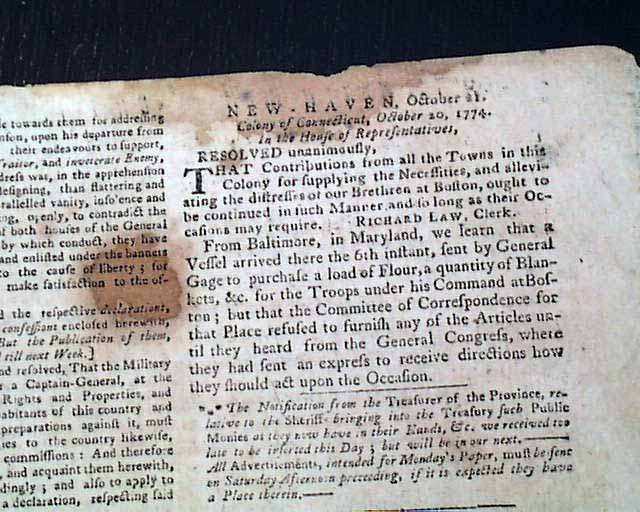 le towards them for addressing
on, upon his departure from
their endeavours to support,
raitor, and inveterate Enemy,
dress was, in the apprehension
designing, than flattering and
ralleled vanity, insolence and
ng, openly, to contradict the
f both houses of the General
by which conduct, they have
and enlisted under the banners
to the cause of liberty; for
make satisfaction to the of-
d the respective declarations,
confessions enclosed herewith,
But the Publication of them,
till next Week.]
nd resolved, That the Military
r a Captain-General, at the
Rights and Properties, and
abitants of this country and
preparations against it, must
ies to the country likewise,
commissions: And therefore
, and acquaint them herewith,
dingly; and also to apply to
a declaration, respecting said
NEW-HAVEN, October 21.
Colony of Connecticut, October 20, 1774.
In the House of Representatives,
RESOLVED unanimously,
THAT Contributions from all the Towns in this
Colony for supplying the Necessities, and allevi-
ating the distresses of our Brethren at Boston, ought to
be continued in such Manner and so long as their Oc-
casions may require. RICHARD LAW, Clerk.
From Baltimore, in Maryland, we learn that a
Vessel arrived there the 6th instant, sent by General
Gage to purchase a load of Flour, a quantity of Blan-
kets, &c. for the Troops under his Command at Bos-
ton; but that the Committee of Correspondence for
that Place refused to furnish any of the Articles un-
til they heard from the General Congress, where
they had sent an express to receive directions how
they should act upon the Occasion.
*⁎* The Notification from the Treasurer of the Province, re-
lative to the Sheriffs bringing into the Treasury such Public
Monies as they now have in their Hands, &c. we received too
late to be inserted this Day; but will be in our next.——
All Advertisements, intended for Monday's Paper, must be sent
on Saturday Afternoon preceeding, if it is expected they have
a Place therein.——